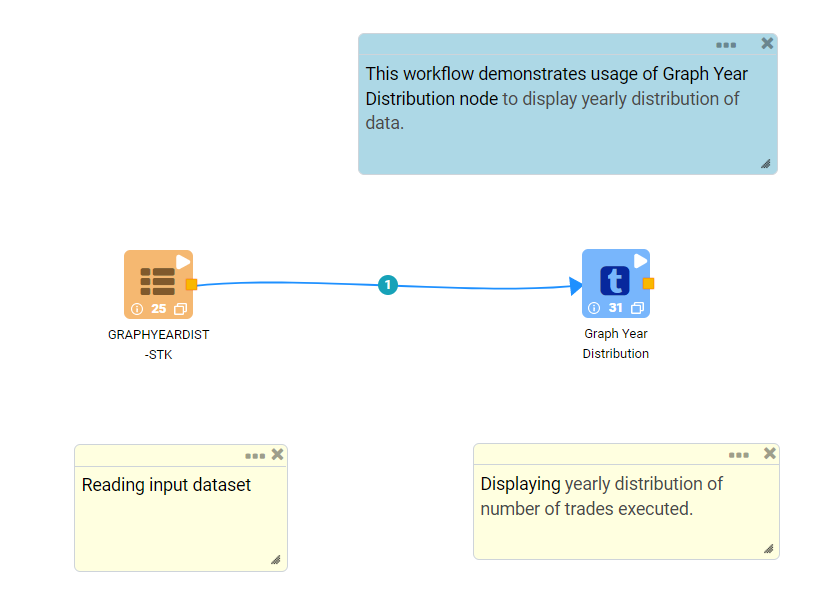 This workflow demonstrates usage of Graph Year
Distribution node to display yearly distribution of
data.
1
25
GRAPHYEARDIST
-STK
t
31
Graph Year
Distribution
Reading input dataset
Displaying yearly distribution of
number of trades executed.